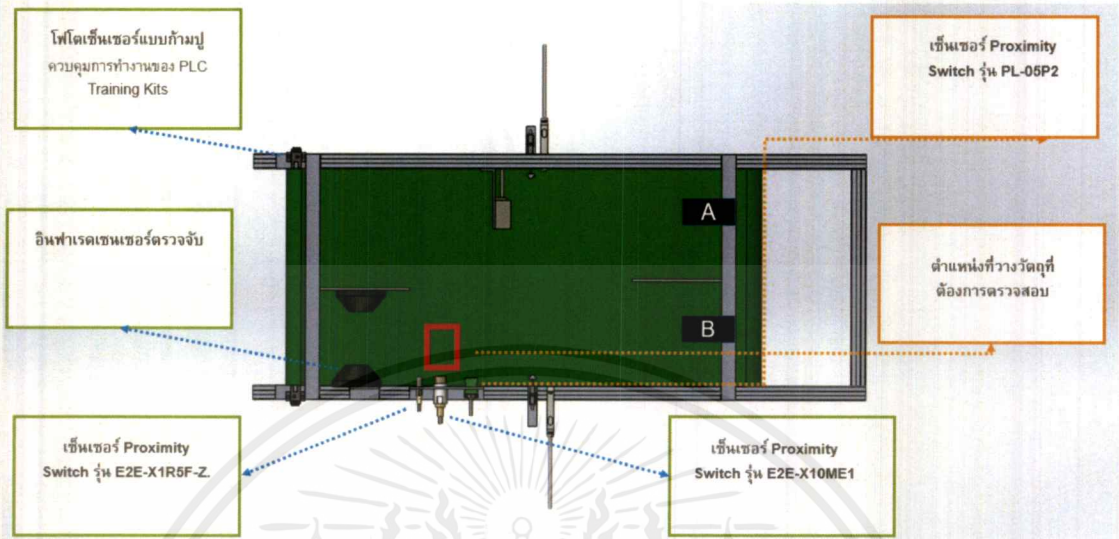 โฟโตเซ็นเซอร์แบบก้ามปู
ควบคุมการทำงานของ PLC
Training Kits
เซ็นเซอร์ Proximity
Switch รุ่น PL-05P2
A
อินฟาเรดเซนเซอร์ตรวจจับ
ตำแหน่งที่วางวัตถุที่
ต้องการตรวจสอบ
B
เซ็นเซอร์ Proximity
Switch รุ่น E2E-X1R5F-Z.
เซ็นเซอร์ Proximity
Switch รุ่น E2E-X10ME1